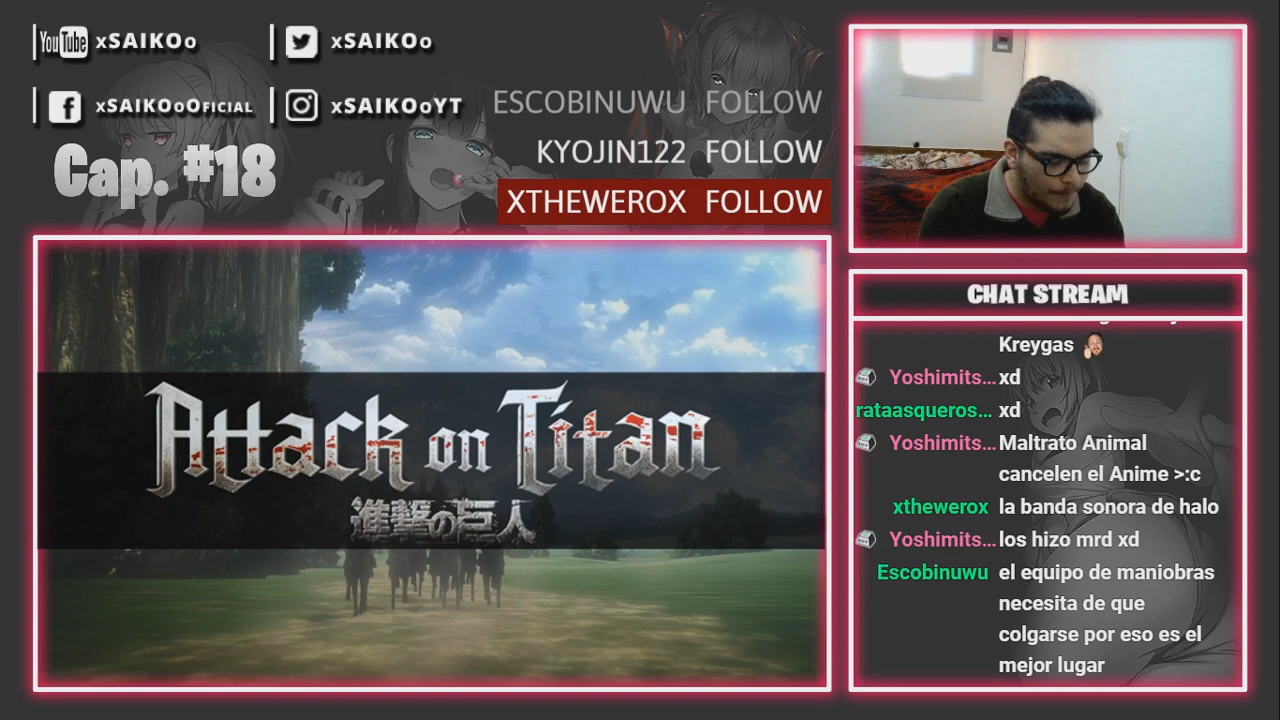 YouTube xSAIKOo
xSAIKOo
xSAIKOoOFICIAL
xSAIKOoYT
Cap. #18
ESCOBINUWU FOLLOW
KYOJIN122 FOLLOW
XTHEWEROX FOLLOW
Attack on Titan
進撃の巨人
CHAT STREAM
Kreygas
Yoshimits... xd
rataasqueros... xd
Yoshimits... Maltrato Animal
cancelen el Anime >:c
xthewerox la banda sonora de halo
Yoshimits... los hizo mrd xd
Escobinuwu el equipo de maniobras
necesita de que
colgarse por eso es el
mejor lugar